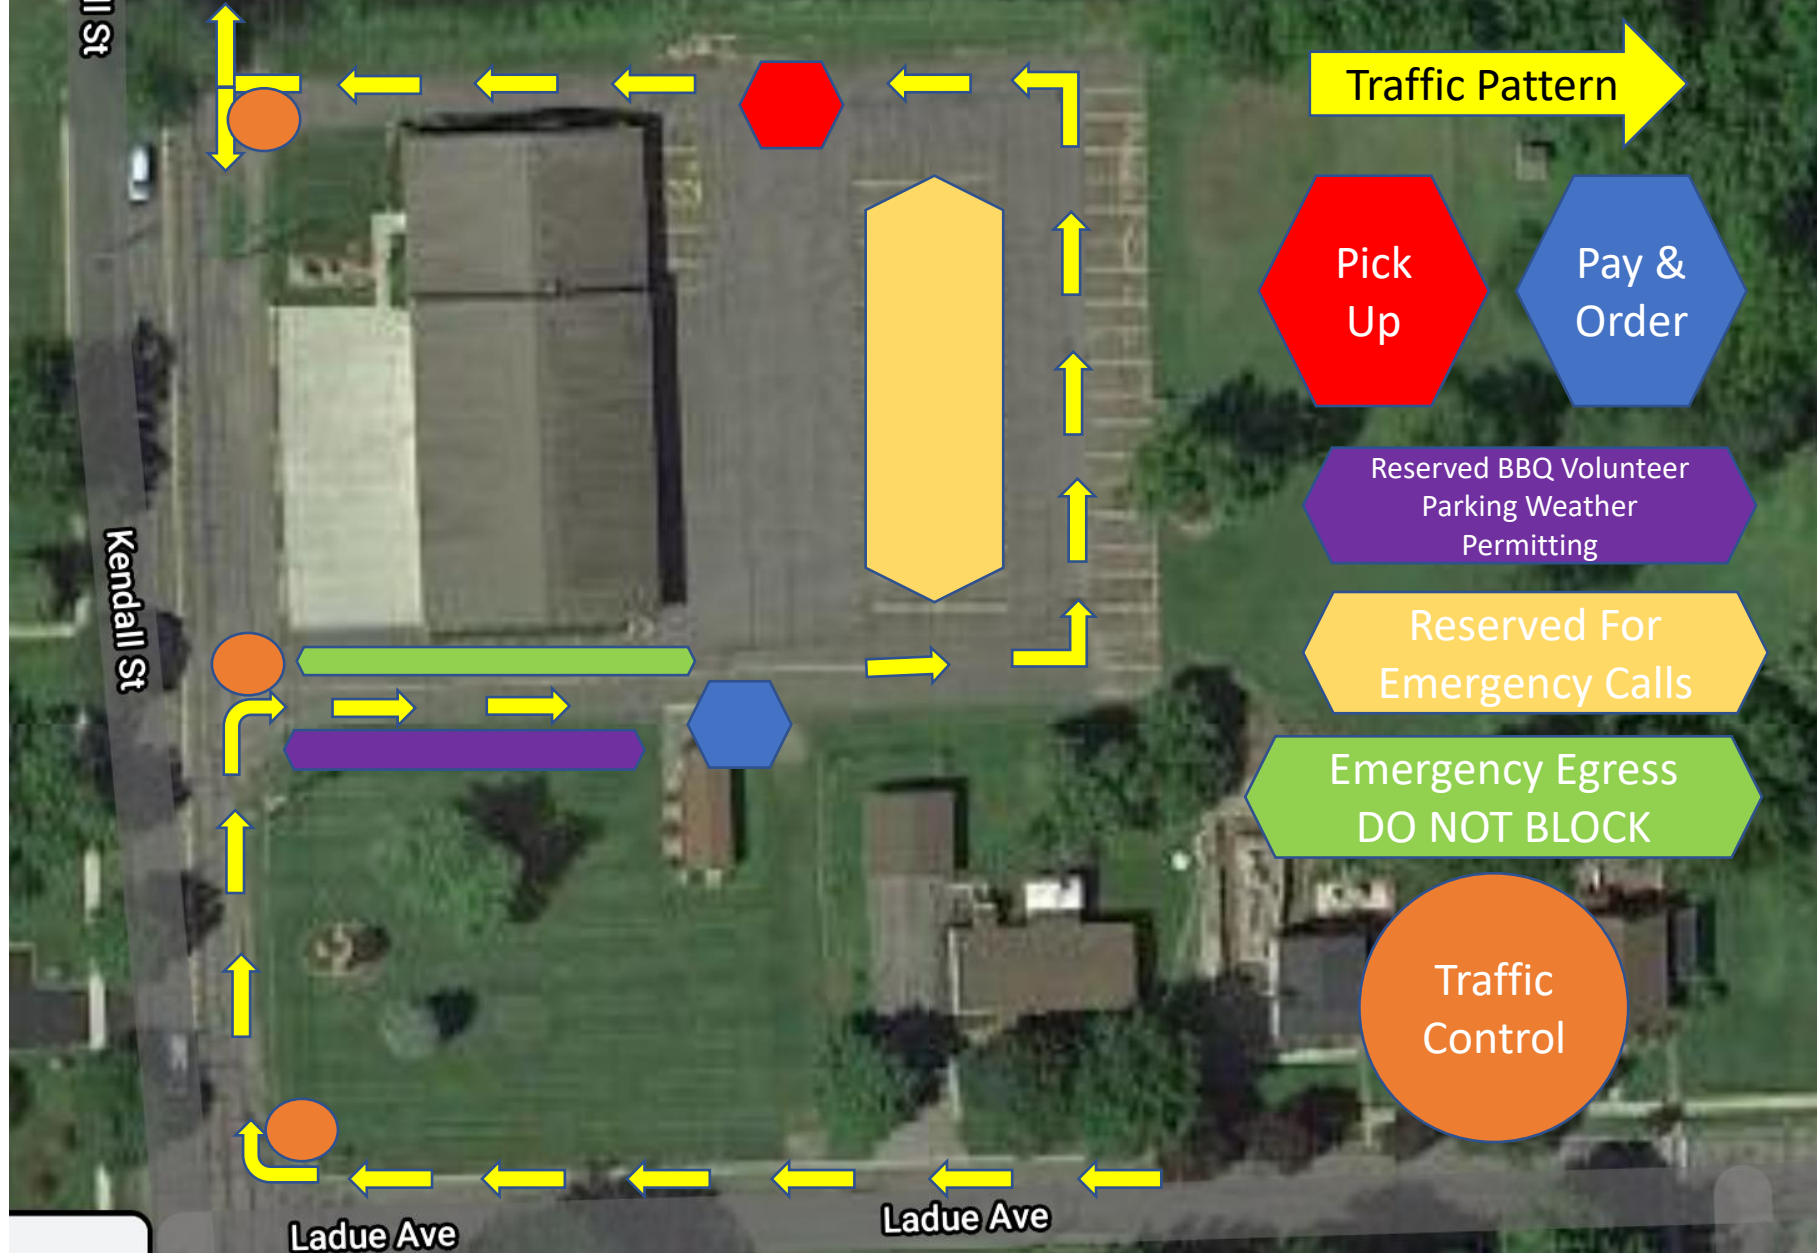 ll St
Traffic Pattern
Pick
Up
Pay &
Order
Reserved BBQ Volunteer
Parking Weather
Permitting
Kendall St
Reserved For
Emergency Calls
Emergency Egress
DO NOT BLOCK
Traffic
Control
Ladue Ave
Ladue Ave